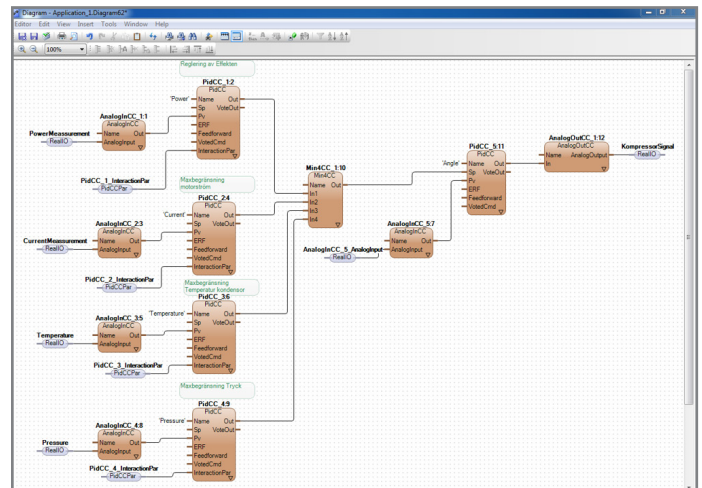 Diagram - Application_1.Diagram62*
Editor Edit View Insert Tools Window Help
100%
Reglering av Effekten
PidCC_1:2
PidCC
'Power' Name Out
Sp VoteOut
Pv
ERF
Feedforward
VotedCmd
InteractionPar
AnalogInCC_1:1
AnalogInCC
Name Out
AnalogInput
PowerMeassurement
RealIO
PidCC_1_InteractionPar
PidCCPar
Maxbegränsning
motorström
PidCC_2:4
PidCC
'Current' Name Out
Sp VoteOut
Pv
ERF
Feedforward
VotedCmd
InteractionPar
AnalogInCC_2:3
AnalogInCC
Name Out
AnalogInput
CurrentMeassurement
RealIO
PidCC_2_InteractionPar
PidCCPar
Maxbegränsning
Temperatur kondensor
PidCC_3:6
PidCC
'Temperature' Name Out
Sp VoteOut
Pv
ERF
Feedforward
VotedCmd
InteractionPar
AnalogInCC_3:5
AnalogInCC
Name Out
AnalogInput
Temperature
RealIO
PidCC_3_InteractionPar
PidCCPar
Maxbegränsning Tryck
PidCC_4:9
PidCC
'Pressure' Name Out
Sp VoteOut
Pv
ERF
Feedforward
VotedCmd
InteractionPar
AnalogInCC_4:8
AnalogInCC
Name Out
AnalogInput
Pressure
RealIO
PidCC_4_InteractionPar
PidCCPar
Min4CC_1:10
Min4CC
Name Out
In1
In2
In3
In4
AnalogInCC_5:7
AnalogInCC
Name Out
AnalogInput
AnalogInCC_5_AnalogInput
RealIO
PidCC_5:11
PidCC
'Angle' Name Out
Sp VoteOut
Pv
ERF
Feedforward
VotedCmd
AnalogOutCC_1:12
AnalogOutCC
Name AnalogOutput
In
KompressorSignal
RealIO